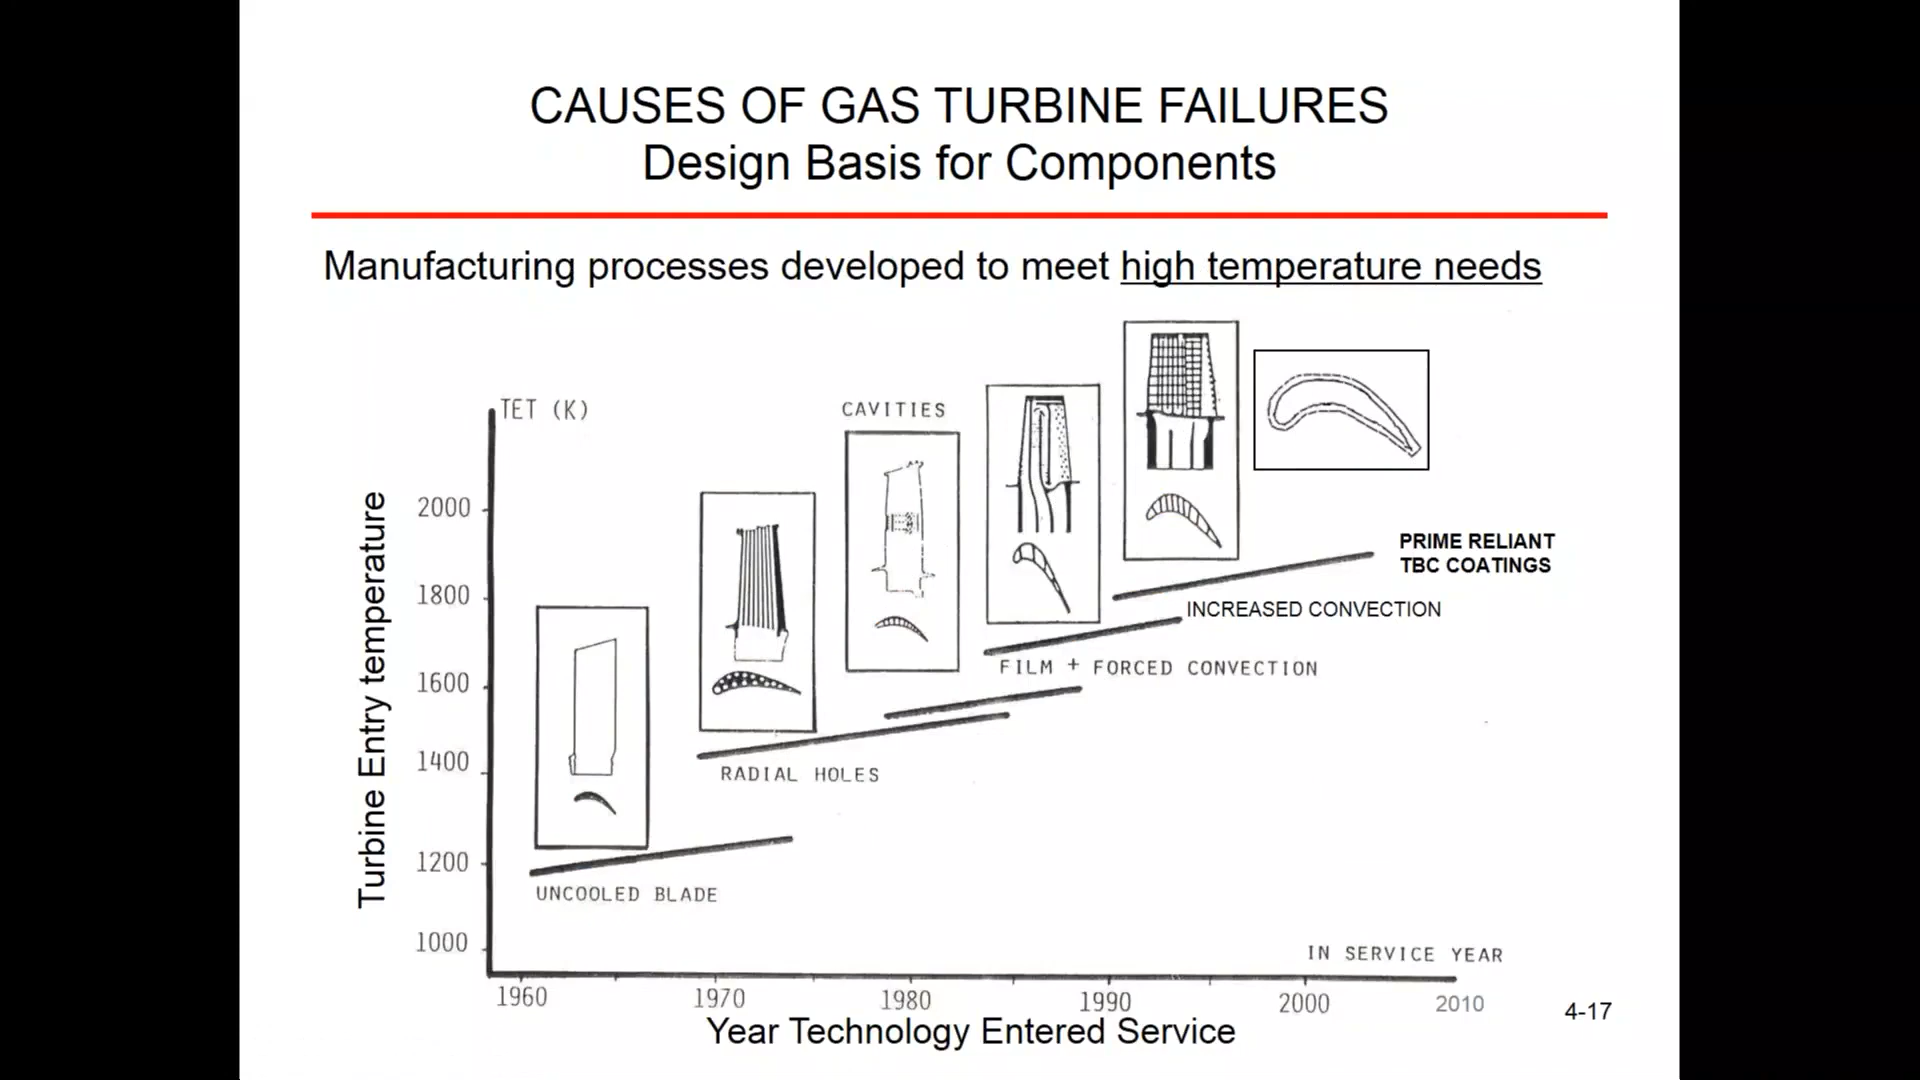 CAUSES OF GAS TURBINE FAILURES
Design Basis for Components
Manufacturing processes developed to meet high temperature needs
TET (K)
CAVITIES
Turbine Entry temperature
2000
1800
1600
1400
1200
1000
PRIME RELIANT
TBC COATINGS
INCREASED CONVECTION
FILM + FORCED CONVECTION
RADIAL HOLES
UNCOOLED BLADE
IN SERVICE YEAR
1960 1970 1980 1990 2000 2010
Year Technology Entered Service
4-17